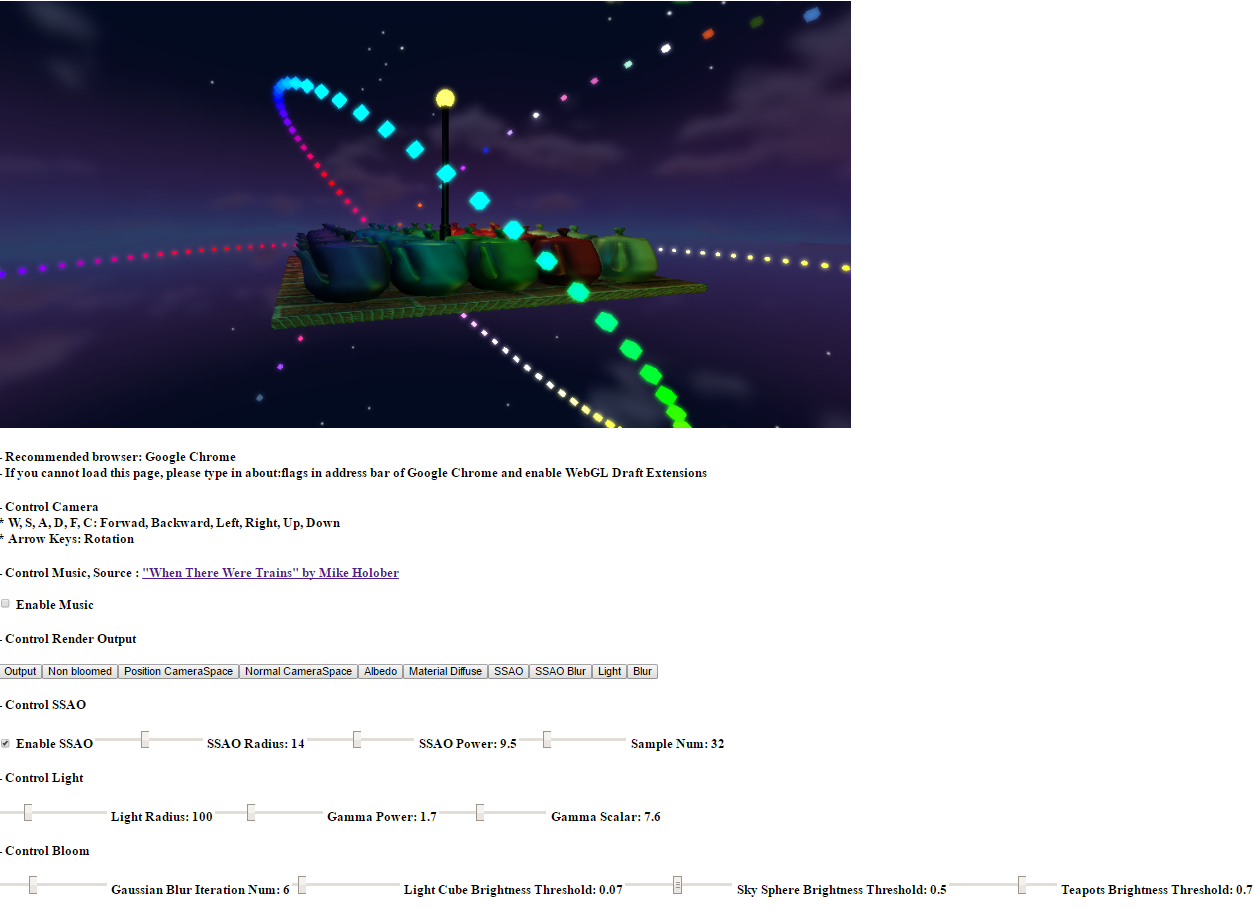 - Recommended browser: Google Chrome
- If you cannot load this page, please type in about:flags in address bar of Google Chrome and enable WebGL Draft Extensions
- Control Camera
* W, S, A, D, F, C: Forwad, Backward, Left, Right, Up, Down
* Arrow Keys: Rotation
- Control Music, Source : "When There Were Trains" by Mike Holober
Enable Music
- Control Render Output
Output Non bloomed Position CameraSpace Normal CameraSpace Albedo Material Diffuse SSAO SSAO Blur Light Blur
- Control SSAO
Enable SSAO SSAO Radius: 14 SSAO Power: 9.5 Sample Num: 32
- Control Light
Light Radius: 100 Gamma Power: 1.7 Gamma Scalar: 7.6
- Control Bloom
Gaussian Blur Iteration Num: 6 Light Cube Brightness Threshold: 0.07 Sky Sphere Brightness Threshold: 0.5 Teapots Brightness Threshold: 0.7